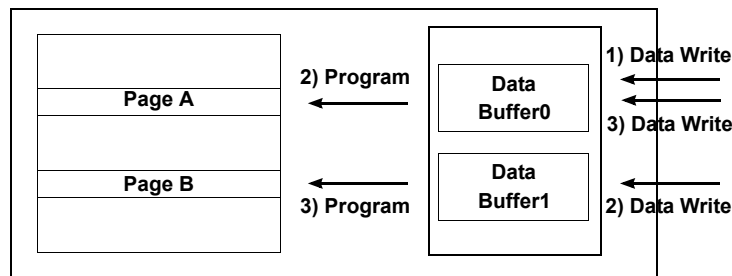 1) Data Write
2) Program
Data
Buffer0
Page A
3) Data Write
Page B
Data
Buffer1
3) Program
2) Data Write